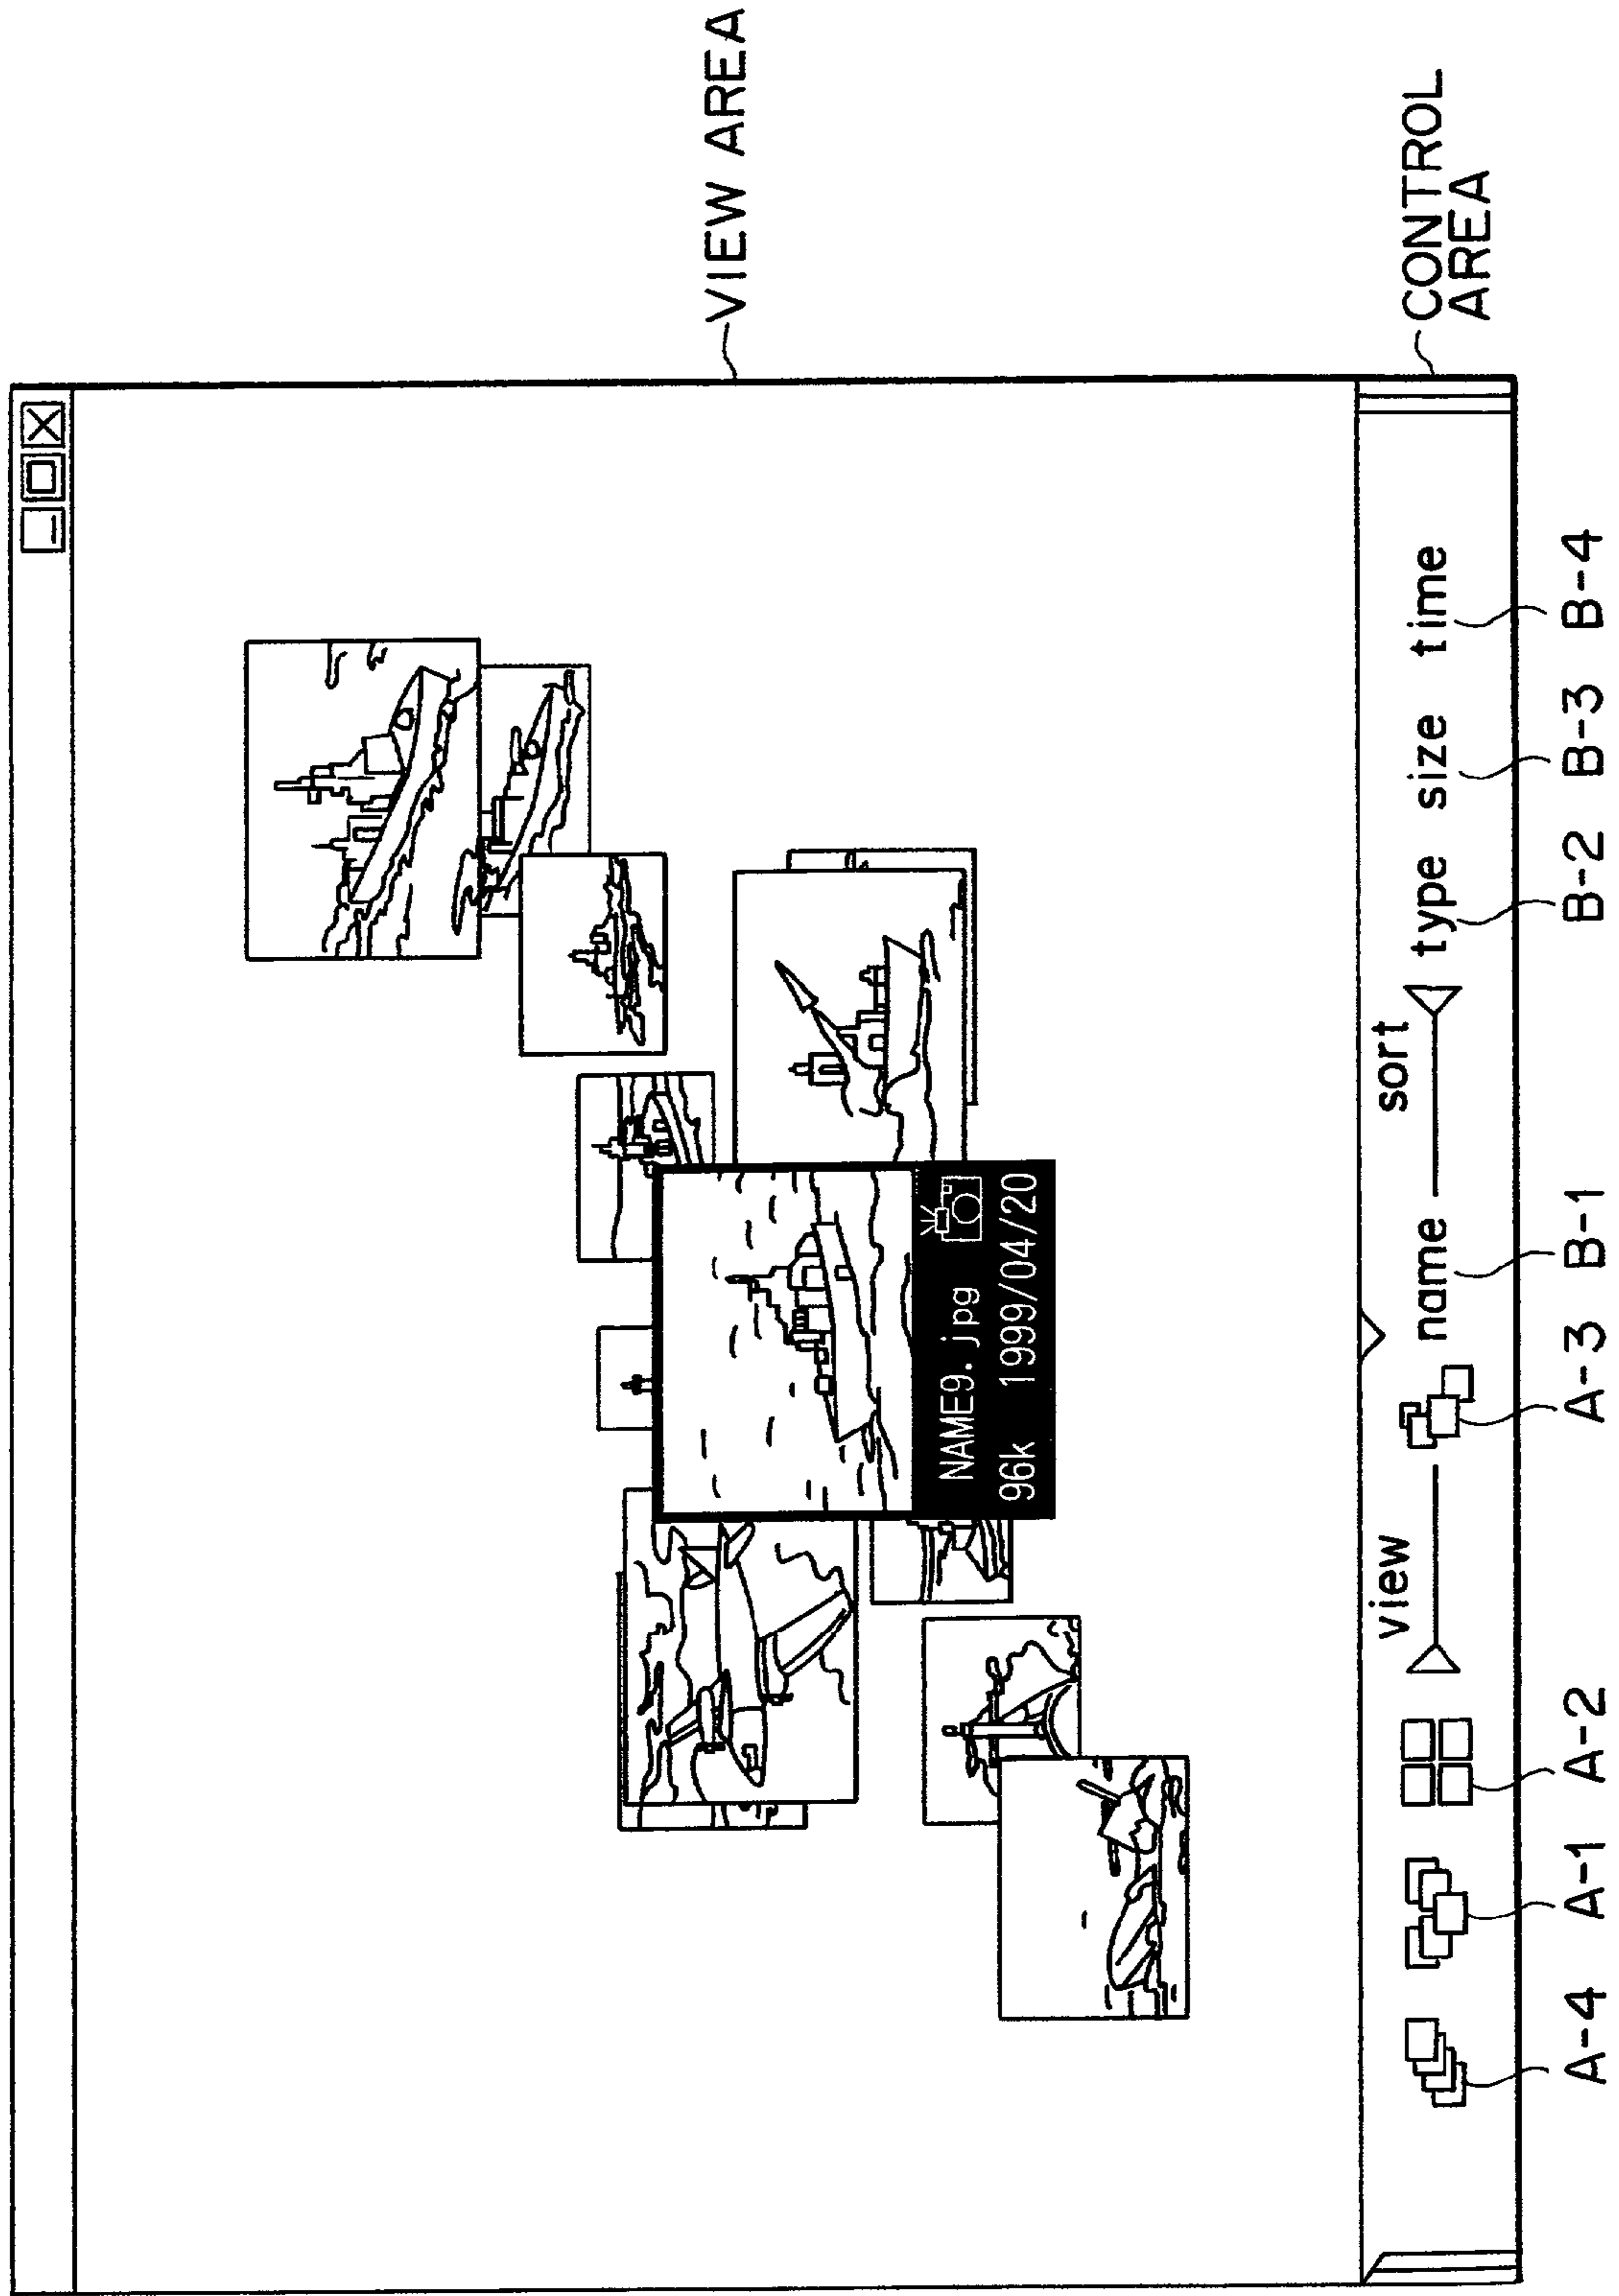 VIEW AREA
NAME9.jpg
96k 1999/04/20
CONTROL
AREA
view sort
name type size time
A-4 A-1 A-2 A-3 B-1 B-2 B-3 B-4